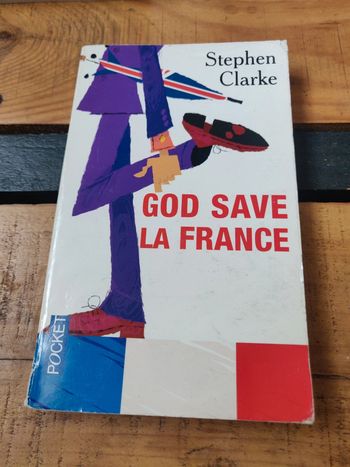 Stephen
Clarke
GOD SAVE
LA FRANCE
POCKET